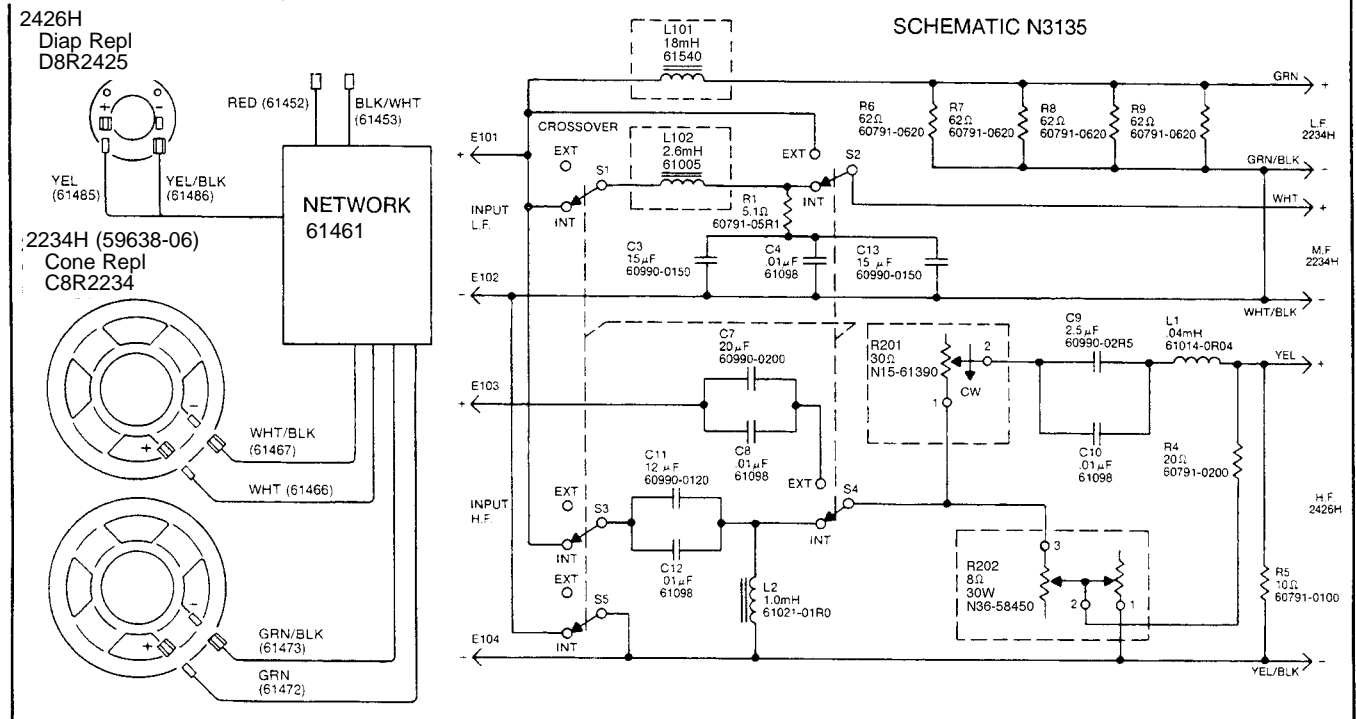 2426H
Diap Repl
D8R2425
+
-
YEL
(61485)
YEL/BLK
(61486)
RED (61452)
BLK/WHT
(61453)
NETWORK
61461
2234H (59638-06)
Cone Repl
C8R2234
-
+
WHT/BLK
(61467)
WHT (61466)
-
+
GRN/BLK
(61473)
GRN
(61472)
SCHEMATIC N3135
L101
18mH
61540
GRN
+
R6
62Ω
60791-0620
R7
62Ω
60791-0620
R8
62Ω
60791-0620
R9
62Ω
60791-0620
L.F.
2234H
GRN/BLK
-
E101
+
CROSSOVER
EXT
L102
2.6mH
61005
EXT
S2
S1
INT
INT
INPUT
L.F.
R1
5.1Ω
60791-05R1
WHT
+
C3
15µF
60990-0150
C4
.01µF
61098
C13
15 µF
60990-0150
M.F.
2234H
E102
-
-
WHT/BLK
C7
20µF
60990-0200
R201
30Ω
N15-61390
2
CW
1
C9
2.5µF
60990-02R5
L1
.04mH
61014-0R04
YEL
+
E103
+
C8
.01µF
61098
C10
.01µF
61098
R4
20Ω
60791-0200
C11
12 µF
60990-0120
EXT
S4
INPUT
H.F.
EXT
S3
INT
INT
H.F.
2426H
C12
.01µF
61098
EXT
S5
INT
L2
1.0mH
61021-01R0
R202
8Ω
30W
N36-58450
3
2
1
R5
10Ω
60791-0100
E104
-
-
YEL/BLK